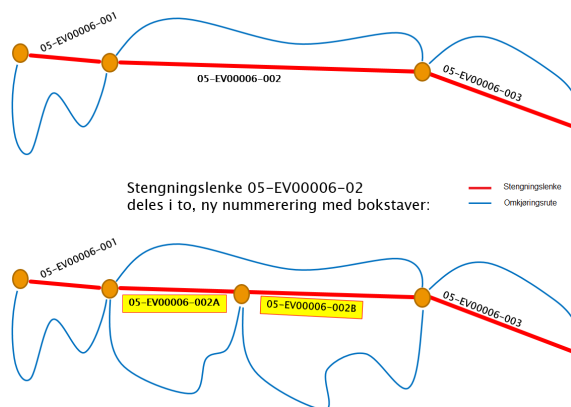 05-EV00006-001
05-EV00006-002
05-EV00006-003
Stengningslenke 05-EV00006-02
deles i to, ny nummerering med bokstaver:
Stengningslenke
Omkjøringsrute
05-EV00006-001
05-EV00006-002A
05-EV00006-002B
05-EV00006-003